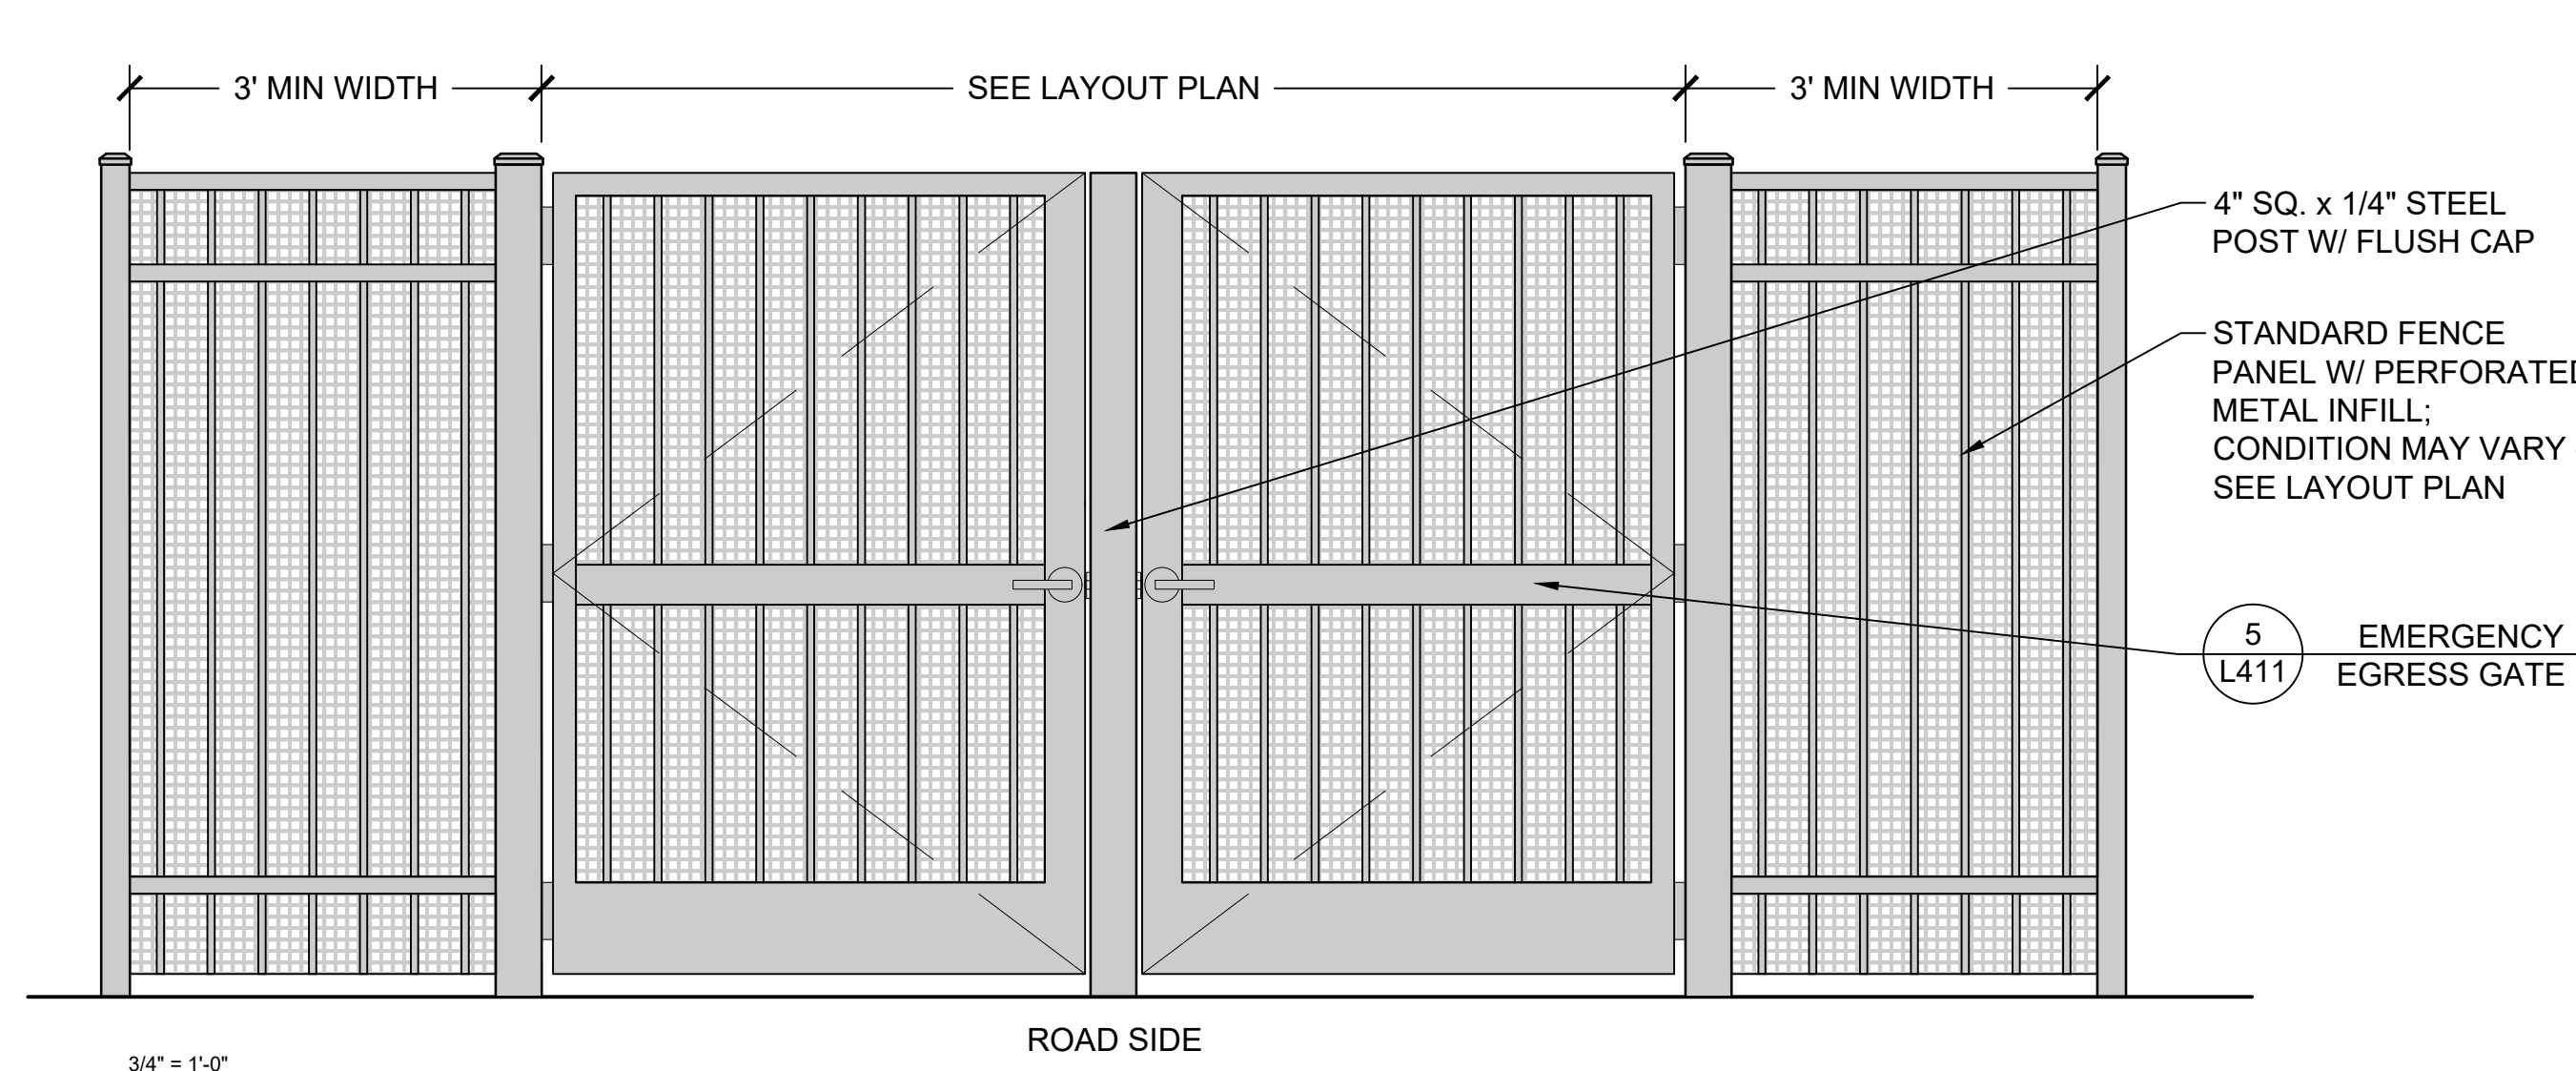 3' MIN WIDTH
SEE LAYOUT PLAN
3' MIN WIDTH
4" SQ. x 1/4" STEEL
POST W/ FLUSH CAP
STANDARD FENCE
PANEL W/ PERFORATED
METAL INFILL;
CONDITION MAY VARY
SEE LAYOUT PLAN
5
L411
EMERGENCY
EGRESS GATE
ROAD SIDE
3/4" = 1'-0"